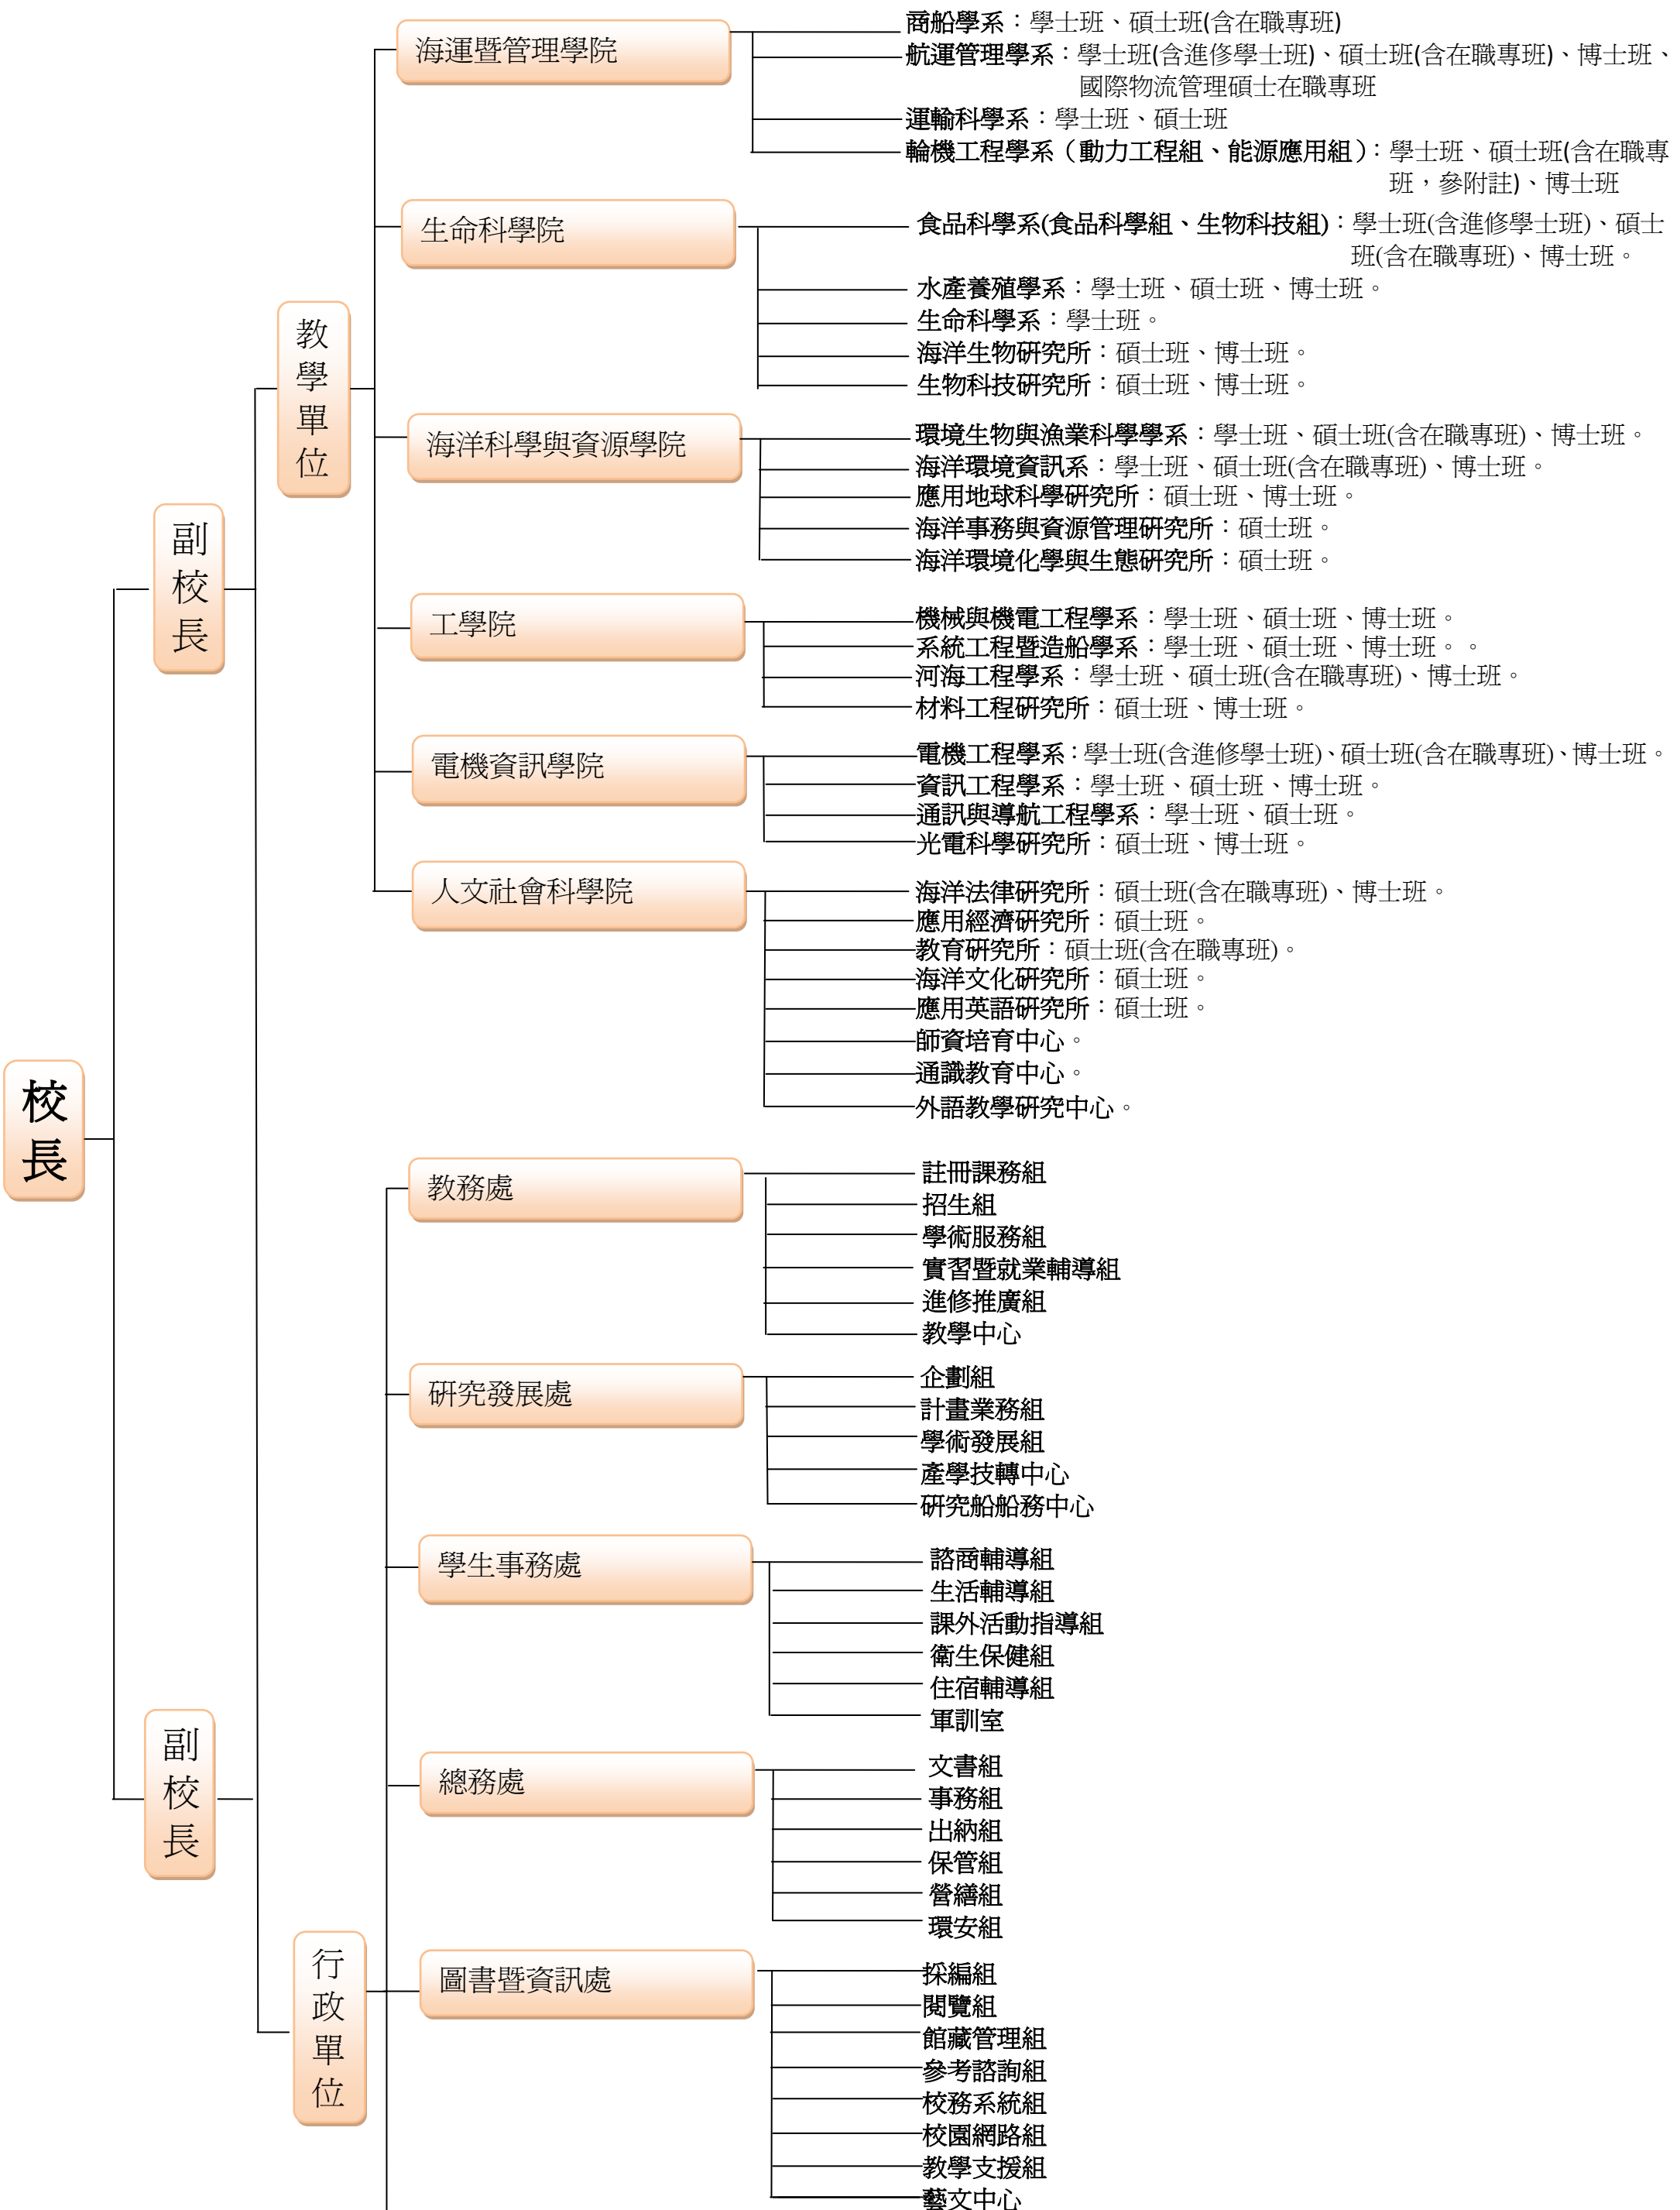 校長
副校長
教學單位
海運暨管理學院
商船學系：學士班、碩士班(含在職專班)
航運管理學系：學士班(含進修學士班)、碩士班(含在職專班)、博士班、
國際物流管理碩士在職專班
運輸科學系：學士班、碩士班
輪機工程學系（動力工程組、能源應用組）：學士班、碩士班(含在職專
班，參附註)、博士班
生命科學院
食品科學系(食品科學組、生物科技組)：學士班(含進修學士班)、碩士
班(含在職專班)、博士班。
水產養殖學系：學士班、碩士班、博士班。
生命科學系：學士班。
海洋生物研究所：碩士班、博士班。
生物科技研究所：碩士班、博士班。
海洋科學與資源學院
環境生物與漁業科學學系：學士班、碩士班(含在職專班)、博士班。
海洋環境資訊系：學士班、碩士班(含在職專班)、博士班。
應用地球科學研究所：碩士班、博士班。
海洋事務與資源管理研究所：碩士班。
海洋環境化學與生態研究所：碩士班。
工學院
機械與機電工程學系：學士班、碩士班、博士班。
系統工程暨造船學系：學士班、碩士班、博士班。。
河海工程學系：學士班、碩士班(含在職專班)、博士班。
材料工程研究所：碩士班、博士班。
電機資訊學院
電機工程學系：學士班(含進修學士班)、碩士班(含在職專班)、博士班。
資訊工程學系：學士班、碩士班、博士班。
通訊與導航工程學系：學士班、碩士班。
光電科學研究所：碩士班、博士班。
人文社會科學院
海洋法律研究所：碩士班(含在職專班)、博士班。
應用經濟研究所：碩士班。
教育研究所：碩士班(含在職專班)。
海洋文化研究所：碩士班。
應用英語研究所：碩士班。
師資培育中心。
通識教育中心。
外語教學研究中心。
副校長
行政單位
教務處
註冊課務組
招生組
學術服務組
實習暨就業輔導組
進修推廣組
教學中心
研究發展處
企劃組
計畫業務組
學術發展組
產學技轉中心
研究船船務中心
學生事務處
諮商輔導組
生活輔導組
課外活動指導組
衛生保健組
住宿輔導組
軍訓室
總務處
文書組
事務組
出納組
保管組
營繕組
環安組
圖書暨資訊處
採編組
閱覽組
館藏管理組
參考諮詢組
校務系統組
校園網路組
教學支援組
藝文中心